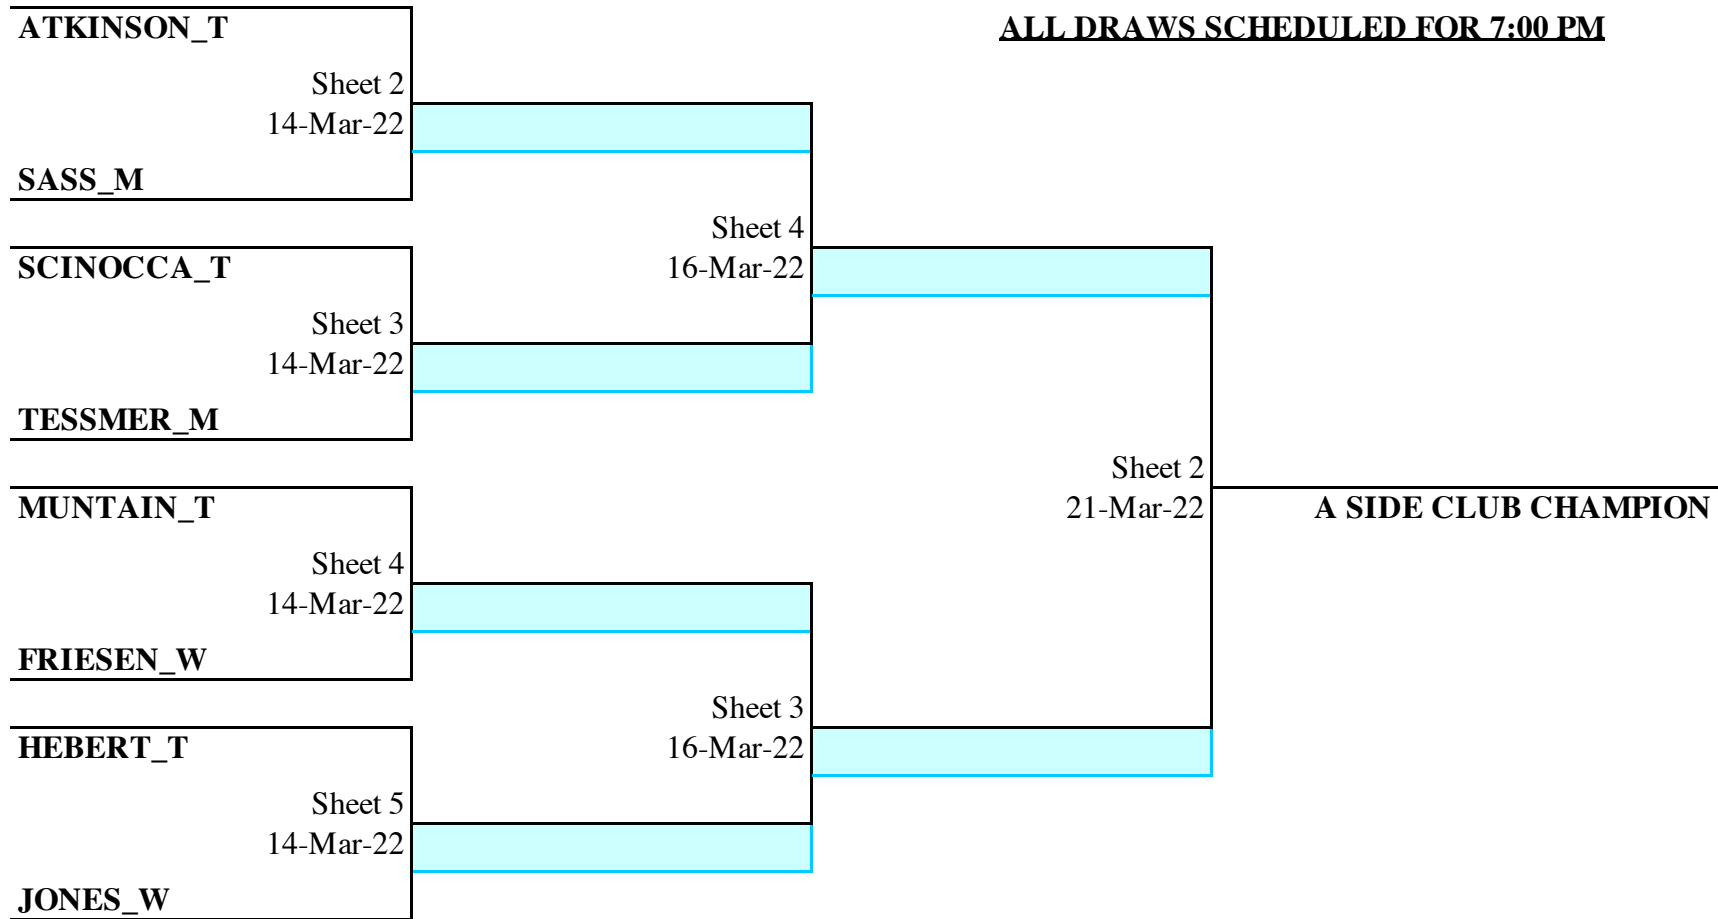 ATKINSON_T
ALL DRAWS SCHEDULED FOR 7:00 PM
Sheet 2
14-Mar-22
SASS_M
Sheet 4
16-Mar-22
SCINOCCA_T
Sheet 3
14-Mar-22
TESSMER_M
Sheet 2
21-Mar-22
A SIDE CLUB CHAMPION
MUNTAIN_T
Sheet 4
14-Mar-22
FRIESEN_W
Sheet 3
16-Mar-22
HEBERT_T
Sheet 5
14-Mar-22
JONES_W